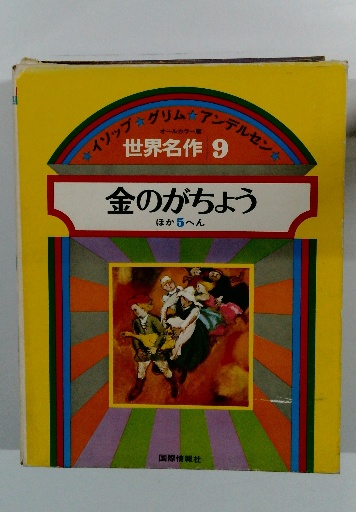 ★イソップ★グリム★アンデルセン★
オールカラー版
世界名作 9
金のがちょう
ほか5へん
国際情報社